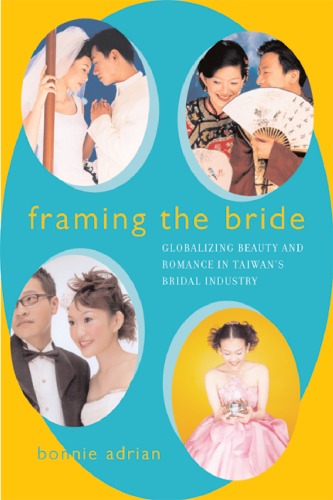 framing the bride
GLOBALIZING BEAUTY AND
ROMANCE IN TAIWAN'S
BRIDAL INDUSTRY
bonnie adrian